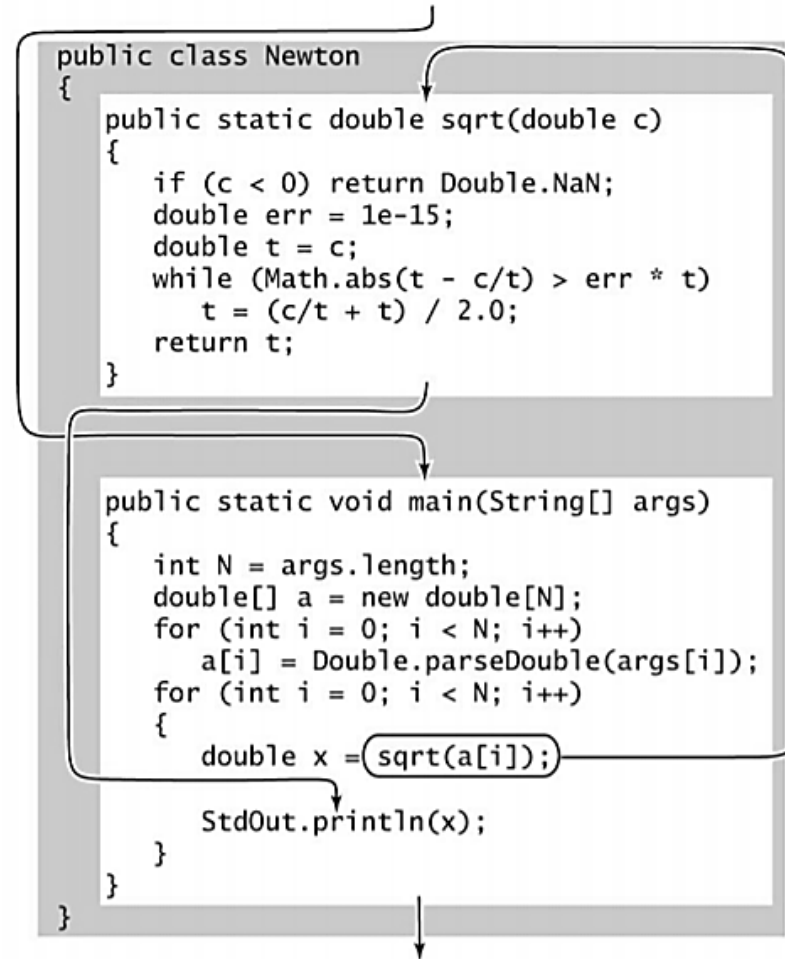 public class Newton
{
public static double sqrt(double c)
{
if (c < 0) return Double.NaN;
double err = 1e-15;
double t = c;
while (Math.abs(t - c/t) > err * t)
t = (c/t + t) / 2.0;
return t;
}
public static void main(String[] args)
{
int N = args.length;
double[] a = new double[N];
for (int i = 0; i < N; i++)
a[i] = Double.parseDouble(args[i]);
for (int i = 0; i < N; i++)
{
double x = sqrt(a[i]);
StdOut.println(x);
}
}
}